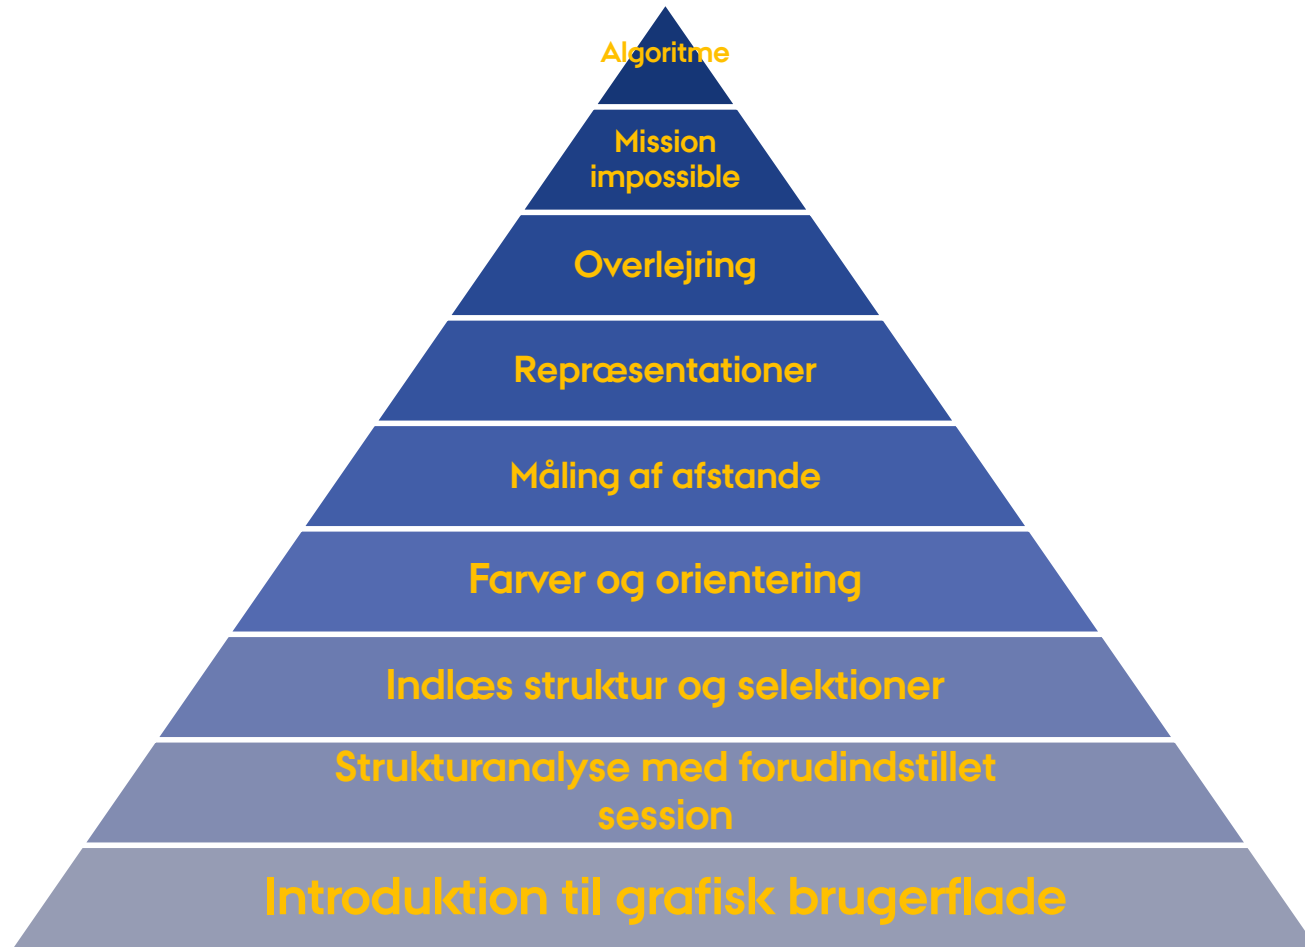 Algoritme
Mission
impossible
Overlejring
Repræsentationer
Måling af afstande
Farver og orientering
Indlæs struktur og selektioner
Strukturanalyse med forudindstillet
session
Introduktion til grafisk brugerflade